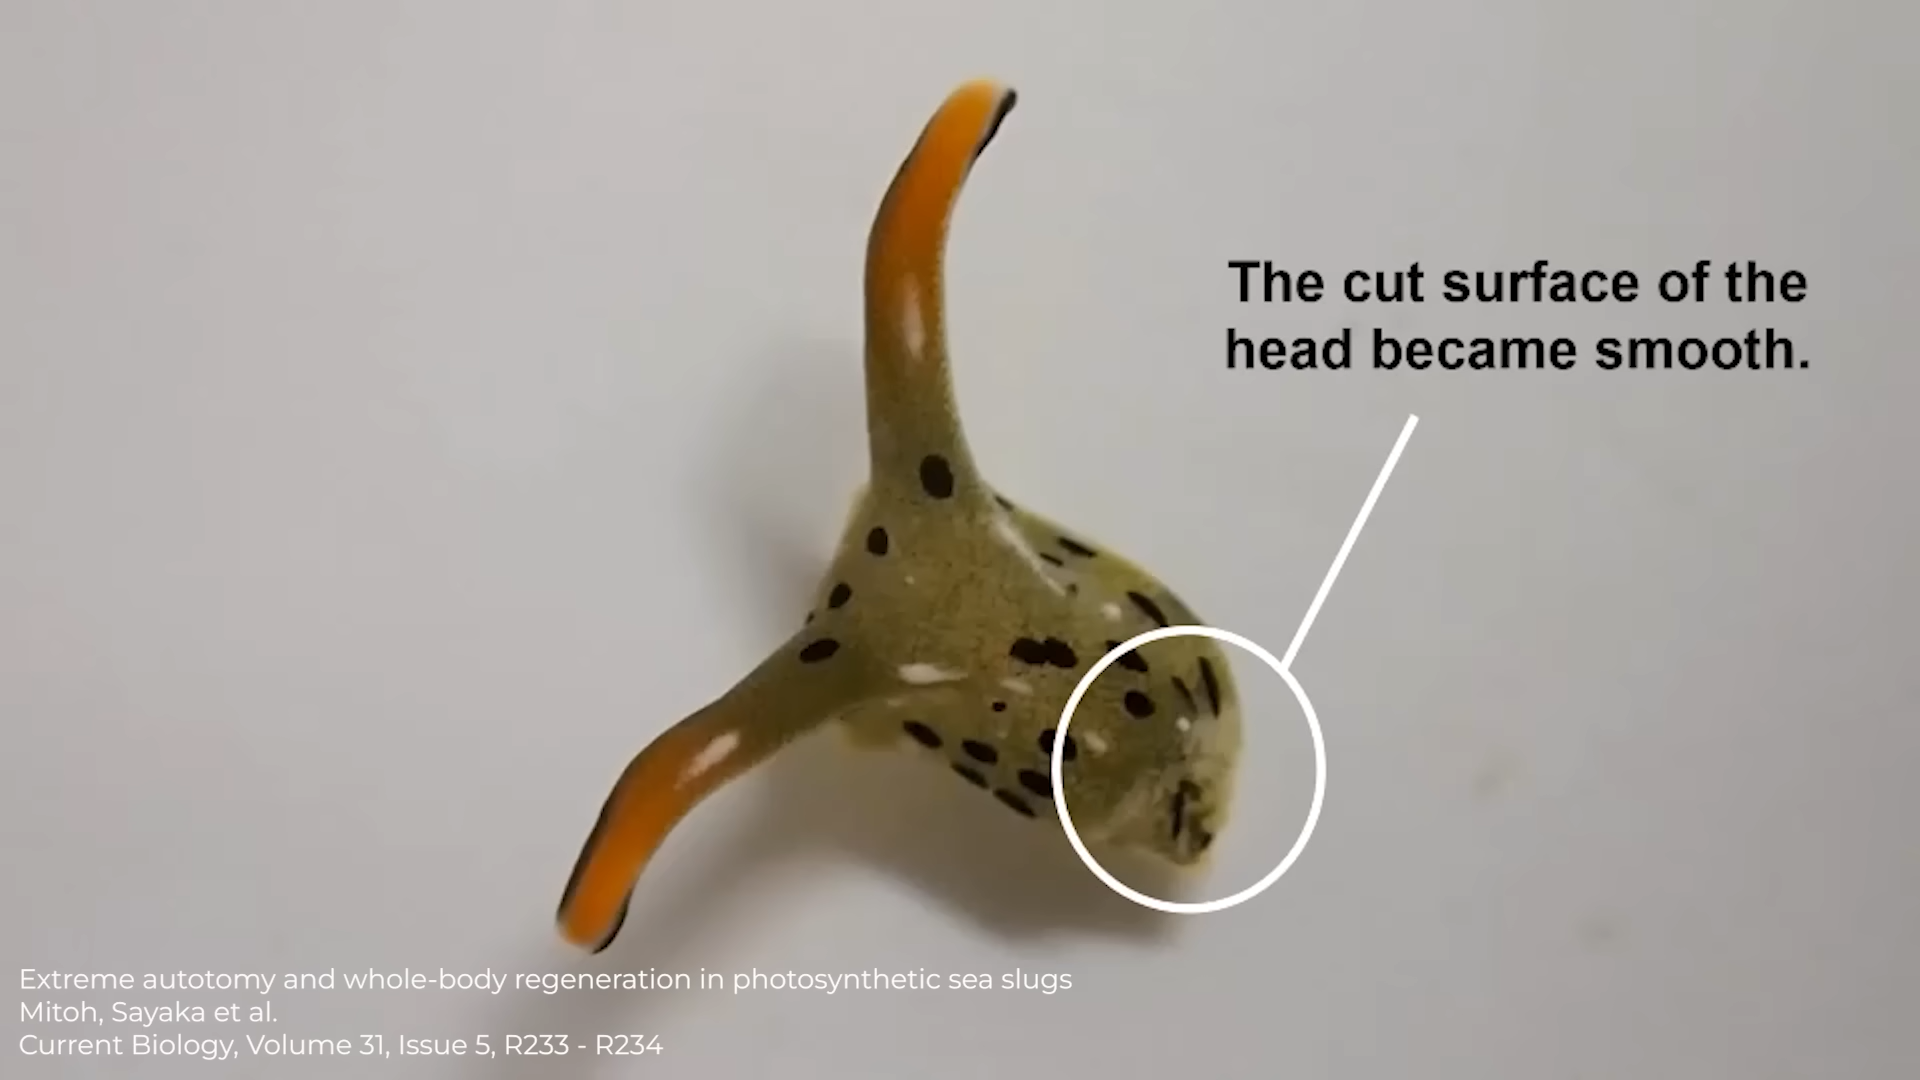 The cut surface of the
head became smooth.
Extreme autotomy and whole-body regeneration in photosynthetic sea slugs
Mitoh, Sayaka et al.
Current Biology, Volume 31, Issue 5, R233 - R234